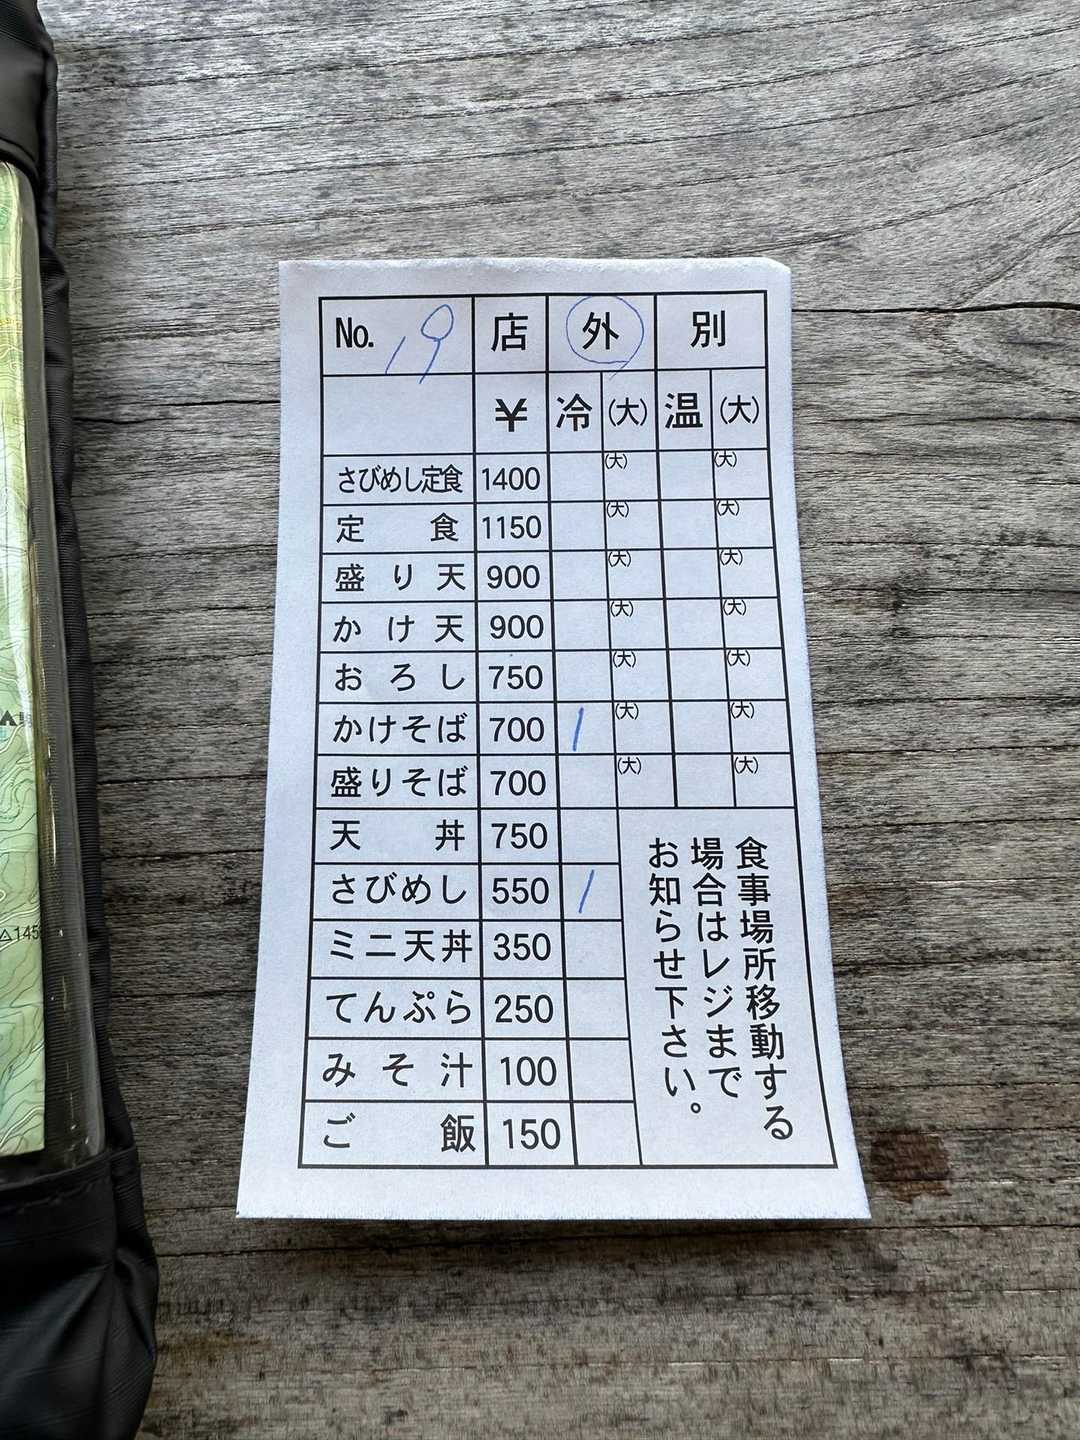 No. 19 店 外 別
¥ 冷 (大) 温 (大)
さびめし定食 1400 (大) (大)
定食 1150 (大) (大)
盛り天 900 (大) (大)
かけ天 900 (大) (大)
おろし 750 (大) (大)
かけそば 700 1 (大) (大)
盛りそば 700 (大) (大)
天丼 750
さびめし 550 1
ミニ天丼 350
てんぷら 250
みそ汁 100
ご飯 150
食事場所移動する
場合はレジまで
お知らせ下さい。